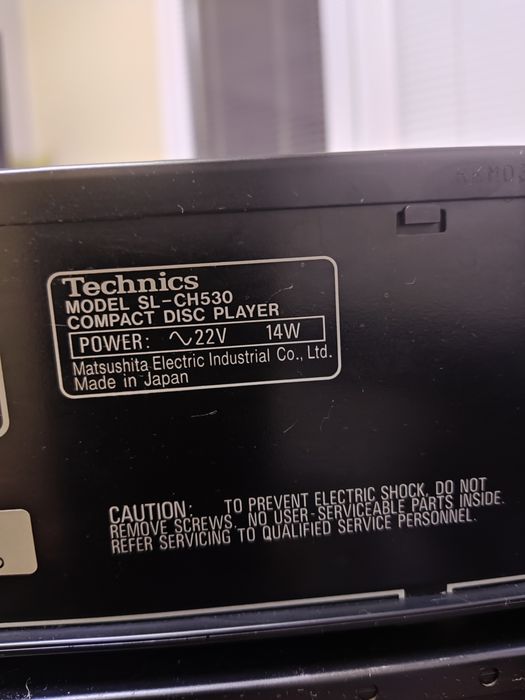 Technics
MODEL SL-CH530
COMPACT DISC PLAYER
POWER: ∿22V 14W
Matsushita Electric Industrial Co., Ltd.
Made in Japan
CAUTION: TO PREVENT ELECTRIC SHOCK, DO NOT
REMOVE SCREWS. NO USER-SERVICEABLE PARTS INSIDE.
REFER SERVICING TO QUALIFIED SERVICE PERSONNEL.